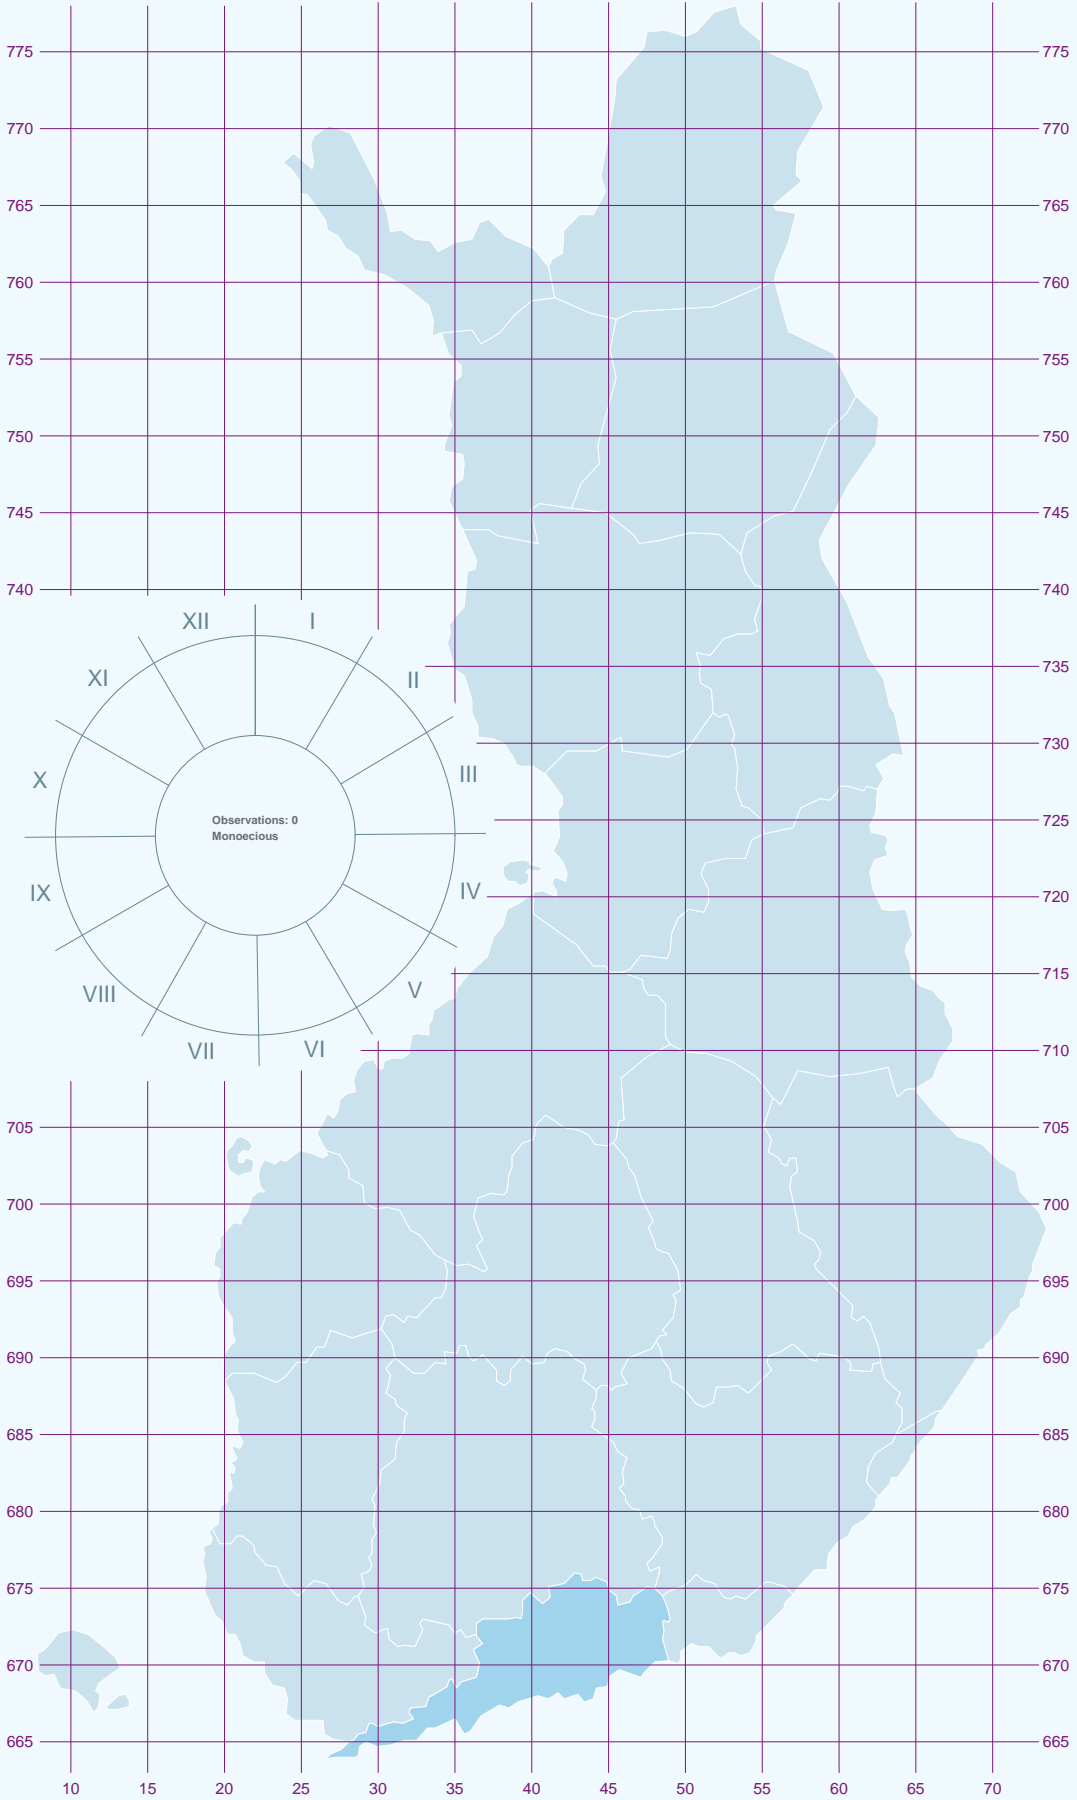 775 775
770 770
765 765
760 760
755 755
750 750
745 745
740 740
XII I
XI II
735
730
X III
Observations: 0
725
Monoecious
IX IV
720
715
VIII V
VII VI
710
705 705
700 700
695 695
690 690
685 685
680 680
675 675
670 670
665 665
10 15 20 25 30 35 40 45 50 55 60 65 70